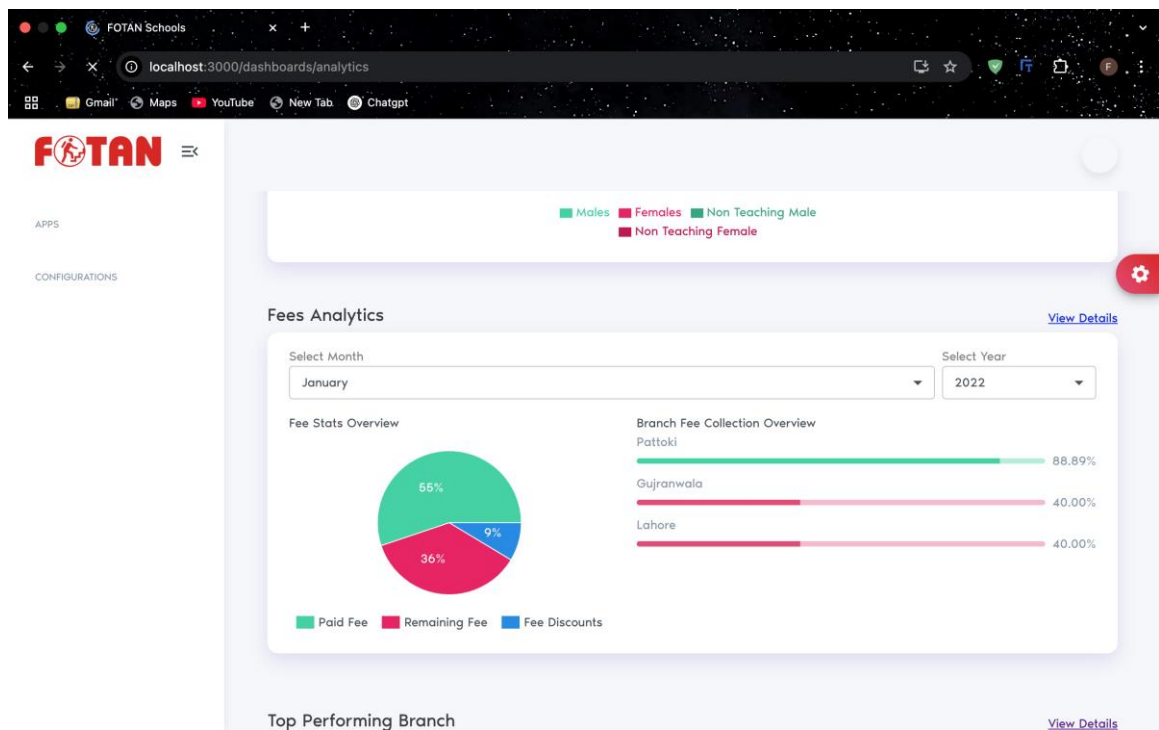 FOTAN Schools
localhost:3000/dashboards/analytics
F
Gmail Maps YouTube New Tab Chatgpt
FOTAN
APPS
CONFIGURATIONS
Males Females Non Teaching Male
Non Teaching Female
Fees Analytics
View Details
Select Month
January
Select Year
2022
Fee Stats Overview
55%
9%
36%
Paid Fee Remaining Fee Fee Discounts
Branch Fee Collection Overview
Pattoki
88.89%
Gujranwala
40.00%
Lahore
40.00%
Top Performing Branch
View Details